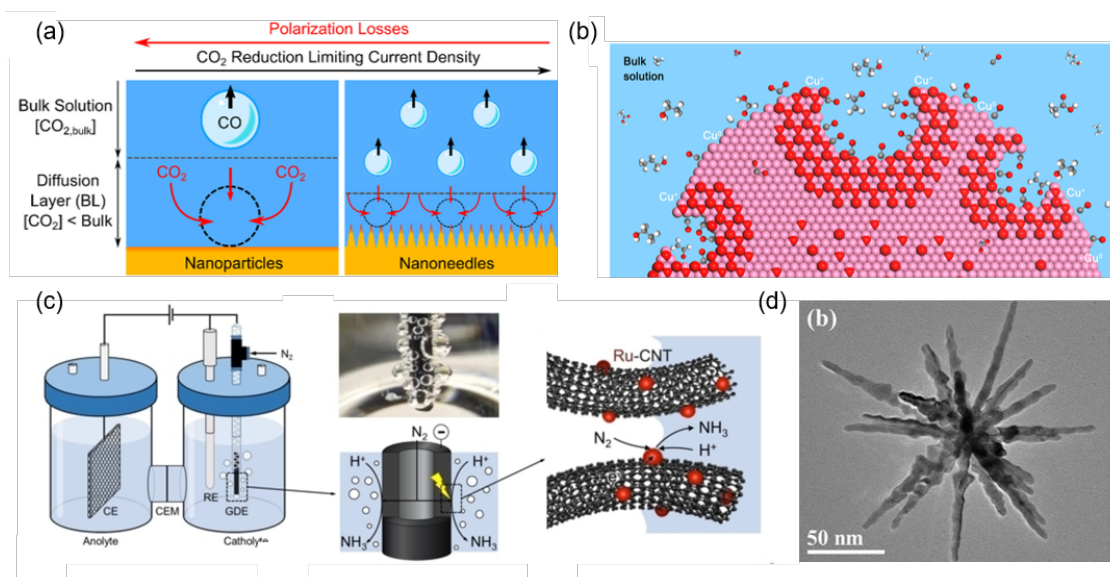 (a)
Polarization Losses
CO₂ Reduction Limiting Current Density
Bulk Solution
[CO₂,bulk]
CO
Diffusion
Layer (BL)
[CO₂] < Bulk
CO₂
CO₂
Nanoparticles
Nanoneedles
(b)
Bulk
solution
Cu⁺
Cu⁺
Cu⁰
Cu⁰
Cu⁺
Cu⁺
Cu⁺
Cu⁰
(c)
N₂
CE
CEM
RE
GDE
Anolyte
Catholyte
N₂
H⁺
H⁺
NH₃
NH₃
Ru-CNT
N₂
NH₃
H⁺
(d)
(b)
50 nm